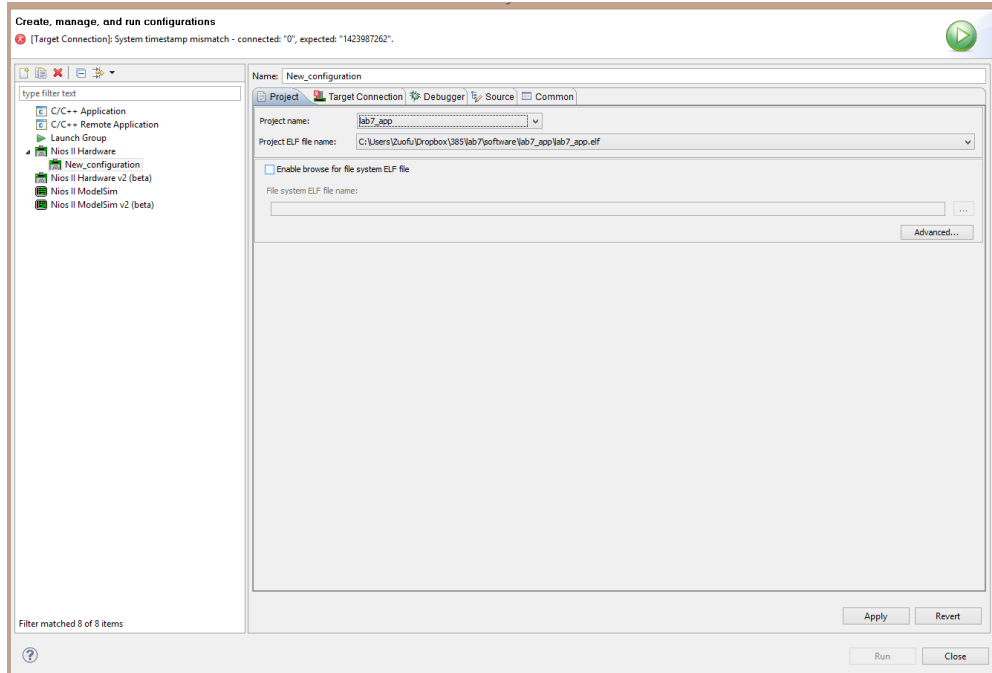 Create, manage, and run configurations
[Target Connection]: System timestamp mismatch - connected: "0", expected: "1423987262".
type filter text
C/C++ Application
C/C++ Remote Application
Launch Group
Nios II Hardware
New_configuration
Nios II Hardware v2 (beta)
Nios II ModelSim
Nios II ModelSim v2 (beta)
Filter matched 8 of 8 items
Name: New_configuration
Project Target Connection Debugger Source Common
Project name: lab7_app
Project ELF file name: C:\Users\Zuofu\Dropbox\385\lab7\software\lab7_app\lab7_app.elf
Enable browse for file system ELF file
File system ELF file name:
...
Advanced...
Apply Revert
Run Close